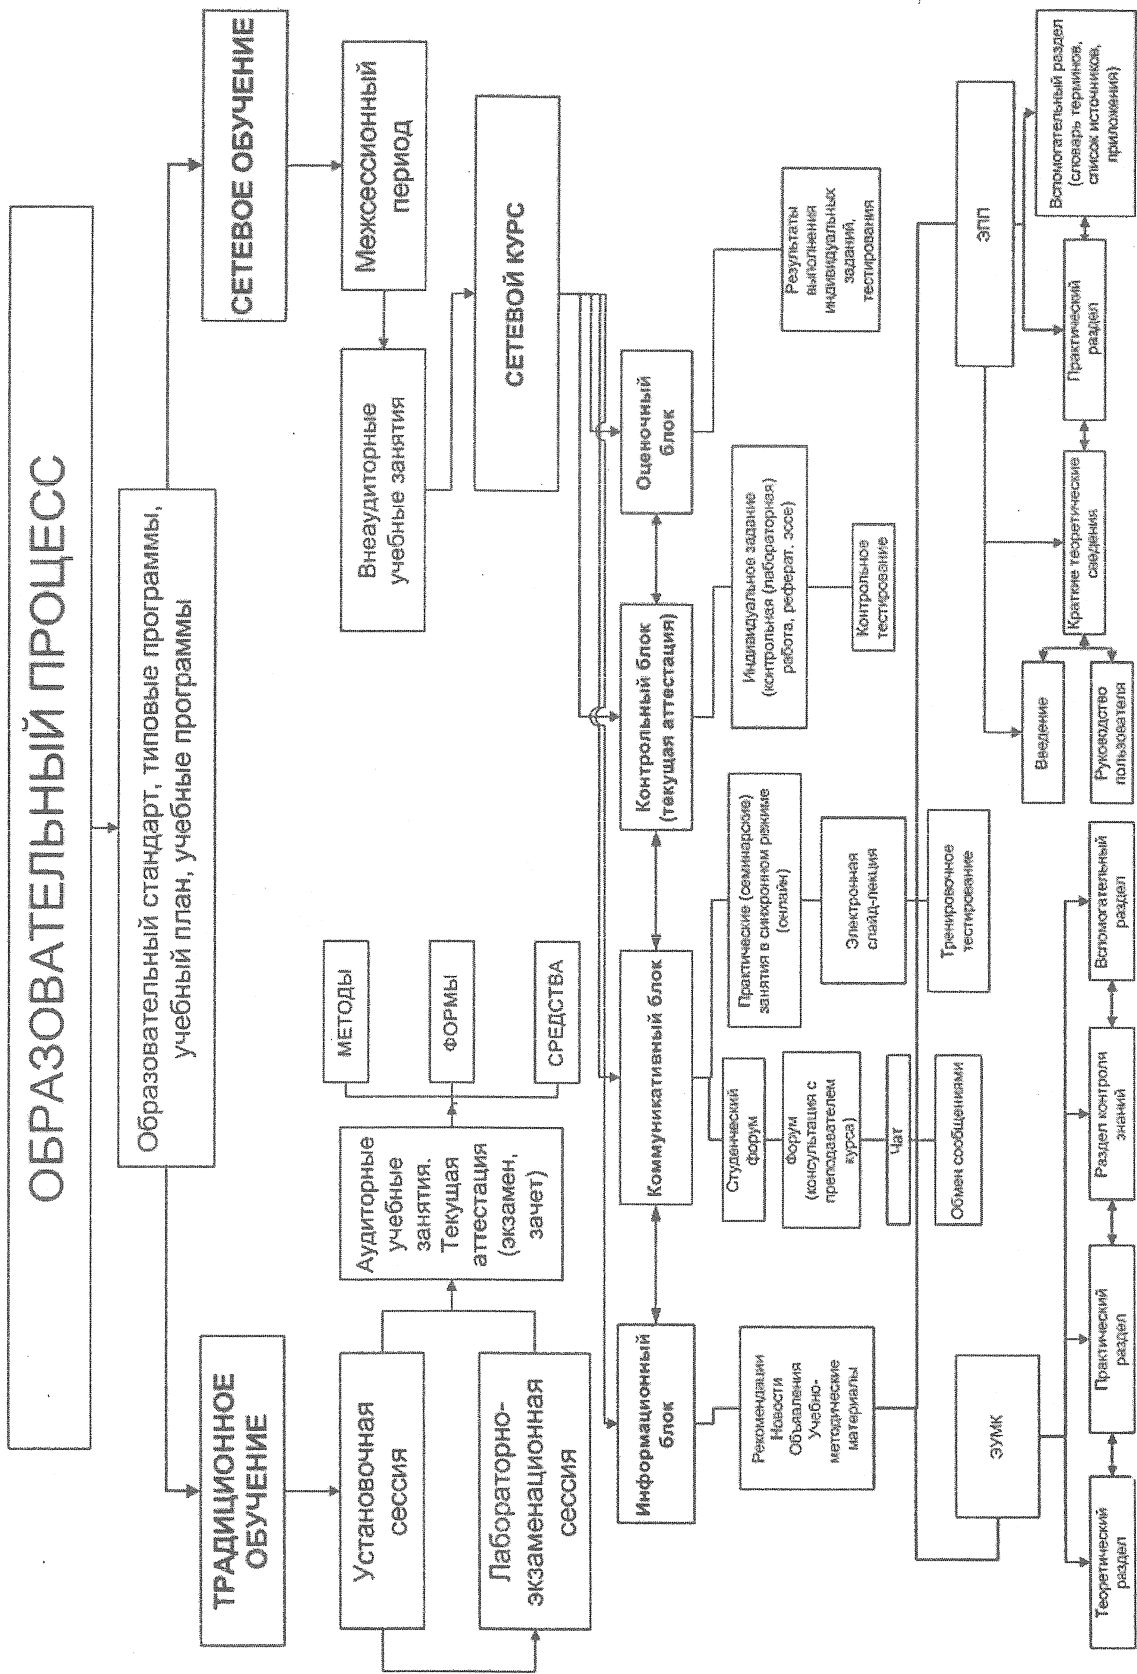 ОБРАЗОВАТЕЛЬНЫЙ ПРОЦЕСС
Образовательный стандарт, типовые программы,
учебный план, учебные программы
ТРАДИЦИОННОЕ
ОБУЧЕНИЕ
СЕТЕВОЕ ОБУЧЕНИЕ
Установочная
сессия
Лабораторно-
экзаменационная
сессия
Аудиторные
учебные
занятия.
Текущая
аттестация
(экзамен,
зачет)
МЕТОДЫ
ФОРМЫ
СРЕДСТВА
Межсессионный
период
Внеаудиторные
учебные занятия
СЕТЕВОЙ КУРС
Информационный
блок
Коммуникативный блок
Контрольный блок
(текущая аттестация)
Оценочный
блок
Рекомендации
Новости
Объявления
Учебно-
методические
материалы
Студенческий
форум
Форум
(консультация с
преподавателем
курса)
Чат
Обмен сообщениями
Практические (семинарские)
занятия в синхронном режиме
(онлайн)
Электронная
слайд-лекция
Тренировочное
тестирование
Индивидуальное задание
(контрольная (лабораторная)
работа, реферат. эссе)
Контрольное
тестирование
Результаты
выполнения
индивидуальных
заданий,
тестирования
ЭУМК
Теоретический
раздел
Практический
раздел
Раздел контроля
знаний
Вспомогательный
раздел
ЭПП
Введение
Руководство
пользователя
Краткие теоретические
сведения
Практический
раздел
Вспомогательный раздел
(словарь терминов,
список источников,
приложения)